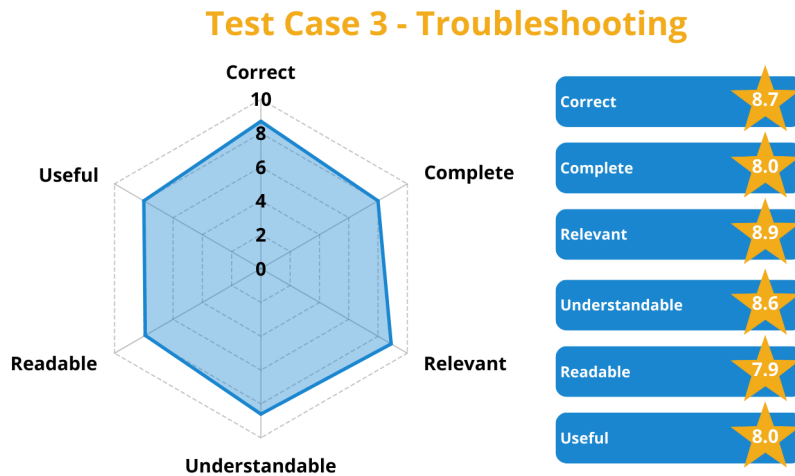 Test Case 3 - Troubleshooting
Correct
10
8
6
4
2
0
Useful
Complete
Readable
Relevant
Understandable
Correct 8.7
Complete 8.0
Relevant 8.9
Understandable 8.6
Readable 7.9
Useful 8.0